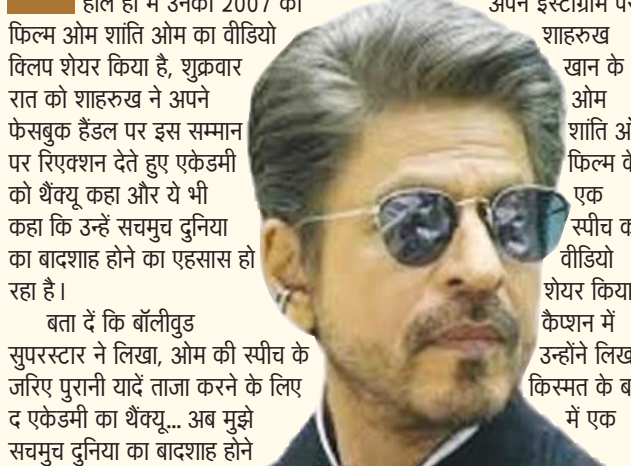 हाल ही में उनकी 2007 की
फिल्म ओम शांति ओम का वीडियो
क्लिप शेयर किया है, शुक्रवार
रात को शाहरुख ने अपने
फेसबुक हैंडल पर इस सम्मान
पर रिएक्शन देते हुए एकेडमी
को थैंक्यू कहा और ये भी
कहा कि उन्हें सचमुच दुनिया
का बादशाह होने का एहसास हो
रहा है।
बता दें कि बॉलीवुड
सुपरस्टार ने लिखा, ओम की स्पीच के
जरिए पुरानी यादें ताजा करने के लिए
द एकेडमी का थैंक्यू... अब मुझे
सचमुच दुनिया का बादशाह होने
अपने इंस्टाग्राम पर
शाहरुख
खान के
ओम
शांति
फिल्म
एक
स्पीच
वीडियो
शेयर किया
कैप्शन में
उन्होंने
किस्मत के
में एक